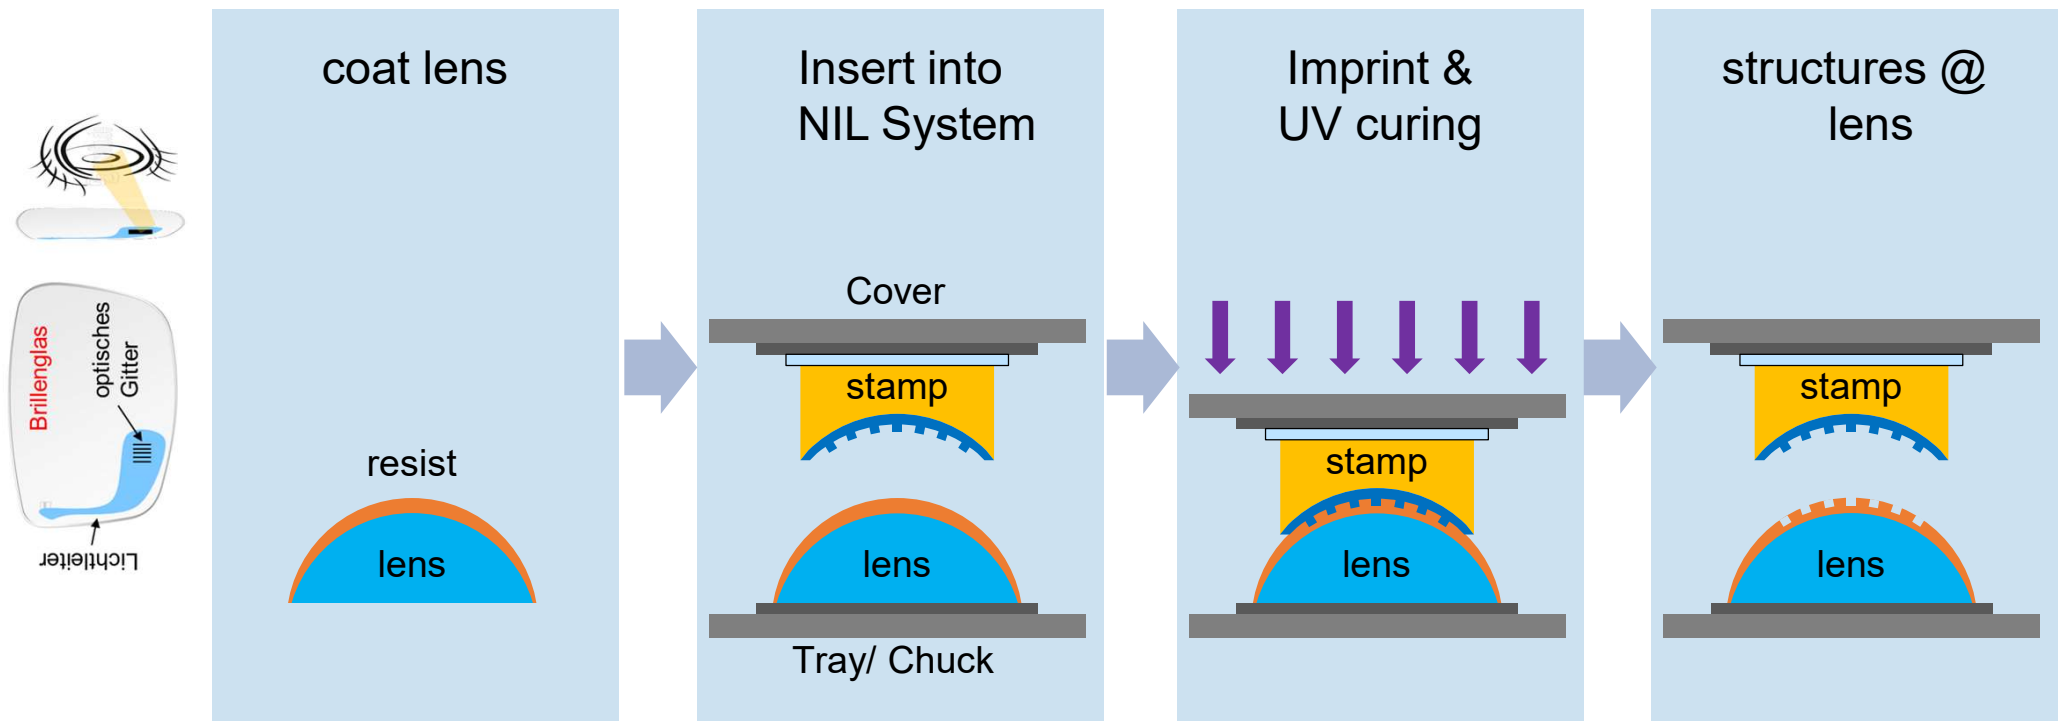 Brillenglas
optisches
Gitter
Lichtleiter
coat lens
resist
lens
Insert into
NIL System
Cover
stamp
lens
Tray/ Chuck
Imprint &
UV curing
stamp
lens
structures @
lens
stamp
lens